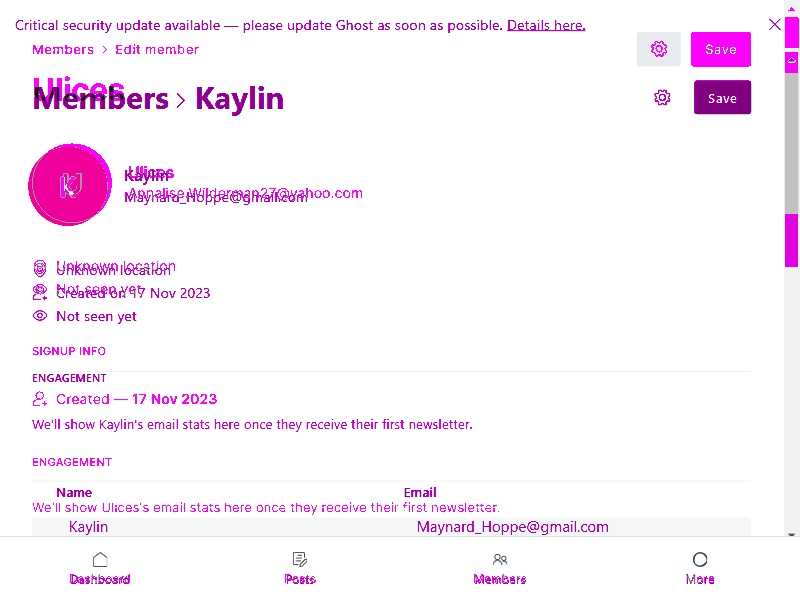 Critical security update available — please update Ghost as soon as possible. Details here.
Members > Edit member
Save
Ulices
Members > Kaylin
Save
Ulices
Kaylin
Annalise.Wilderman27@yahoo.com
Maynard_Hoppe@gmail.com
Unknown location
Unknown location
Not seen yet
Created on 17 Nov 2023
Not seen yet
SIGNUP INFO
ENGAGEMENT
Created — 17 Nov 2023
We'll show Kaylin's email stats here once they receive their first newsletter.
ENGAGEMENT
Name Email
We'll show Ulices's email stats here once they receive their first newsletter.
Kaylin Maynard_Hoppe@gmail.com
Dashboard Posts Members More